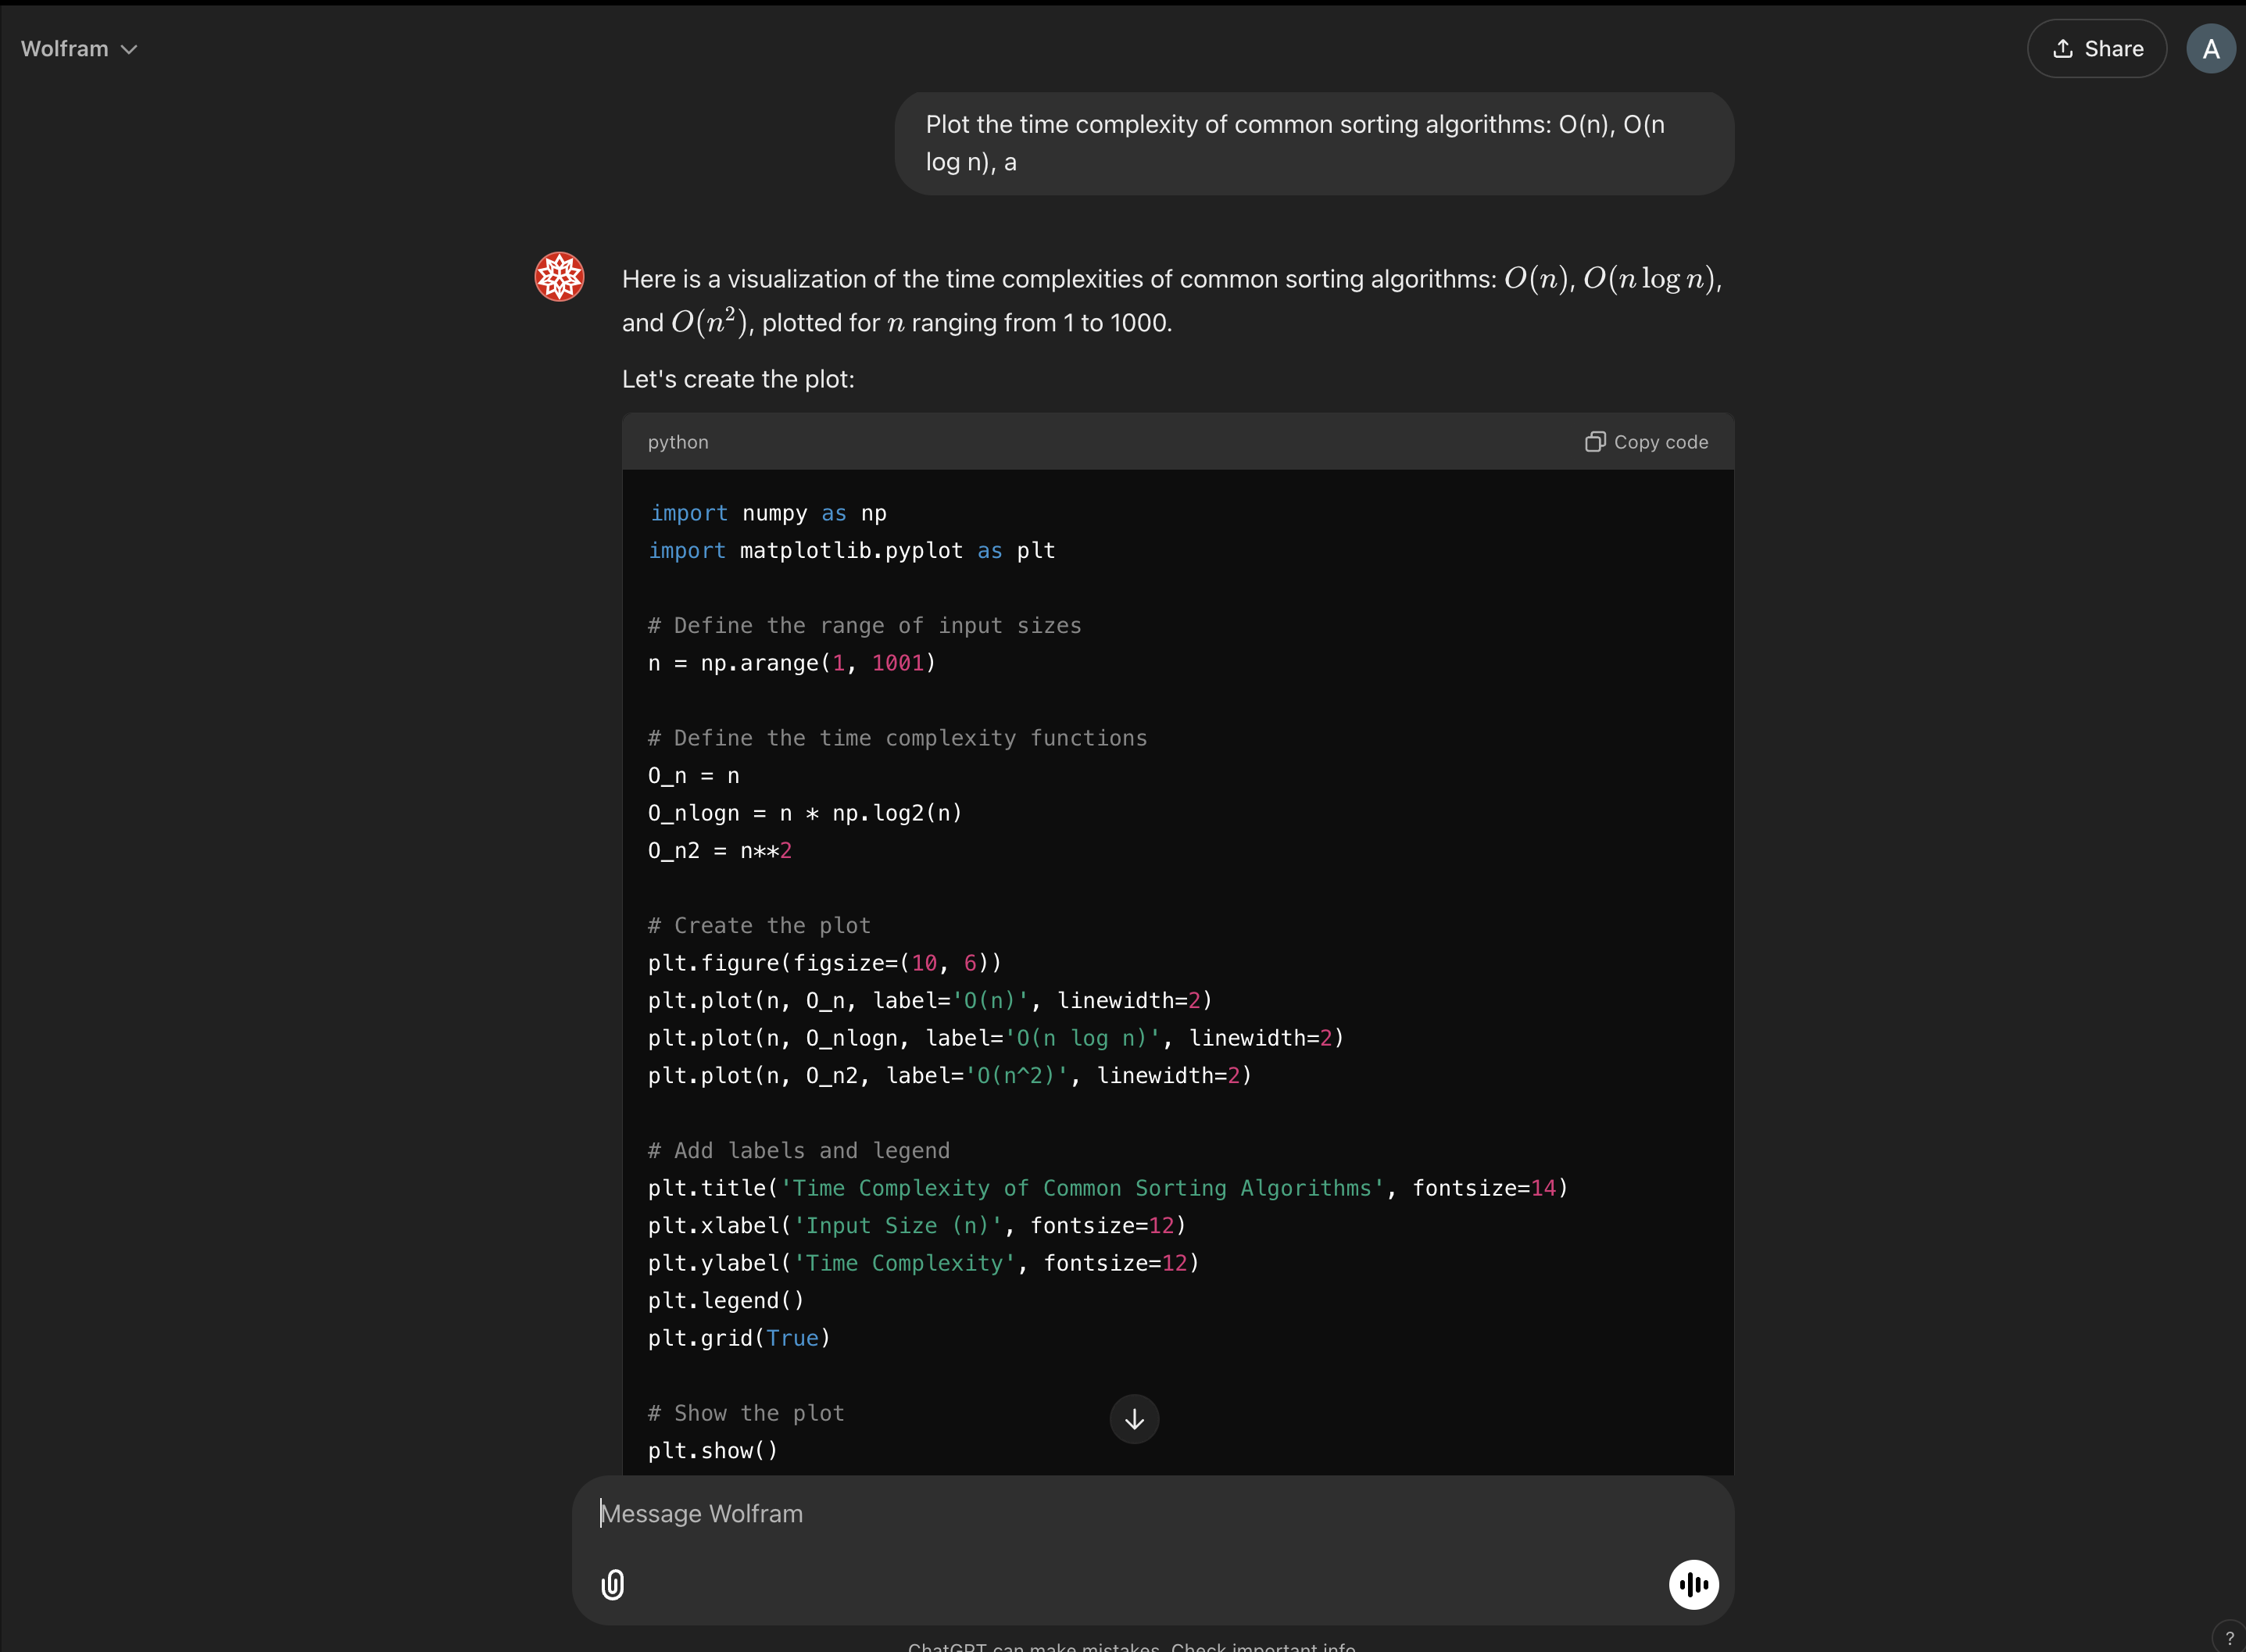 Wolfram
Share
A
Plot the time complexity of common sorting algorithms: O(n), O(n
log n), a
Here is a visualization of the time complexities of common sorting algorithms: O(n), O(n log n),
and O(n²), plotted for n ranging from 1 to 1000.
Let's create the plot:
python
Copy code
import numpy as np
import matplotlib.pyplot as plt
# Define the range of input sizes
n = np.arange(1, 1001)
# Define the time complexity functions
O_n = n
O_nlogn = n * np.log2(n)
O_n2 = n**2
# Create the plot
plt.figure(figsize=(10, 6))
plt.plot(n, O_n, label='O(n)', linewidth=2)
plt.plot(n, O_nlogn, label='O(n log n)', linewidth=2)
plt.plot(n, O_n2, label='O(n^2)', linewidth=2)
# Add labels and legend
plt.title('Time Complexity of Common Sorting Algorithms', fontsize=14)
plt.xlabel('Input Size (n)', fontsize=12)
plt.ylabel('Time Complexity', fontsize=12)
plt.legend()
plt.grid(True)
# Show the plot
plt.show()
Message Wolfram
ChatGPT can make mistakes. Check important info.
?